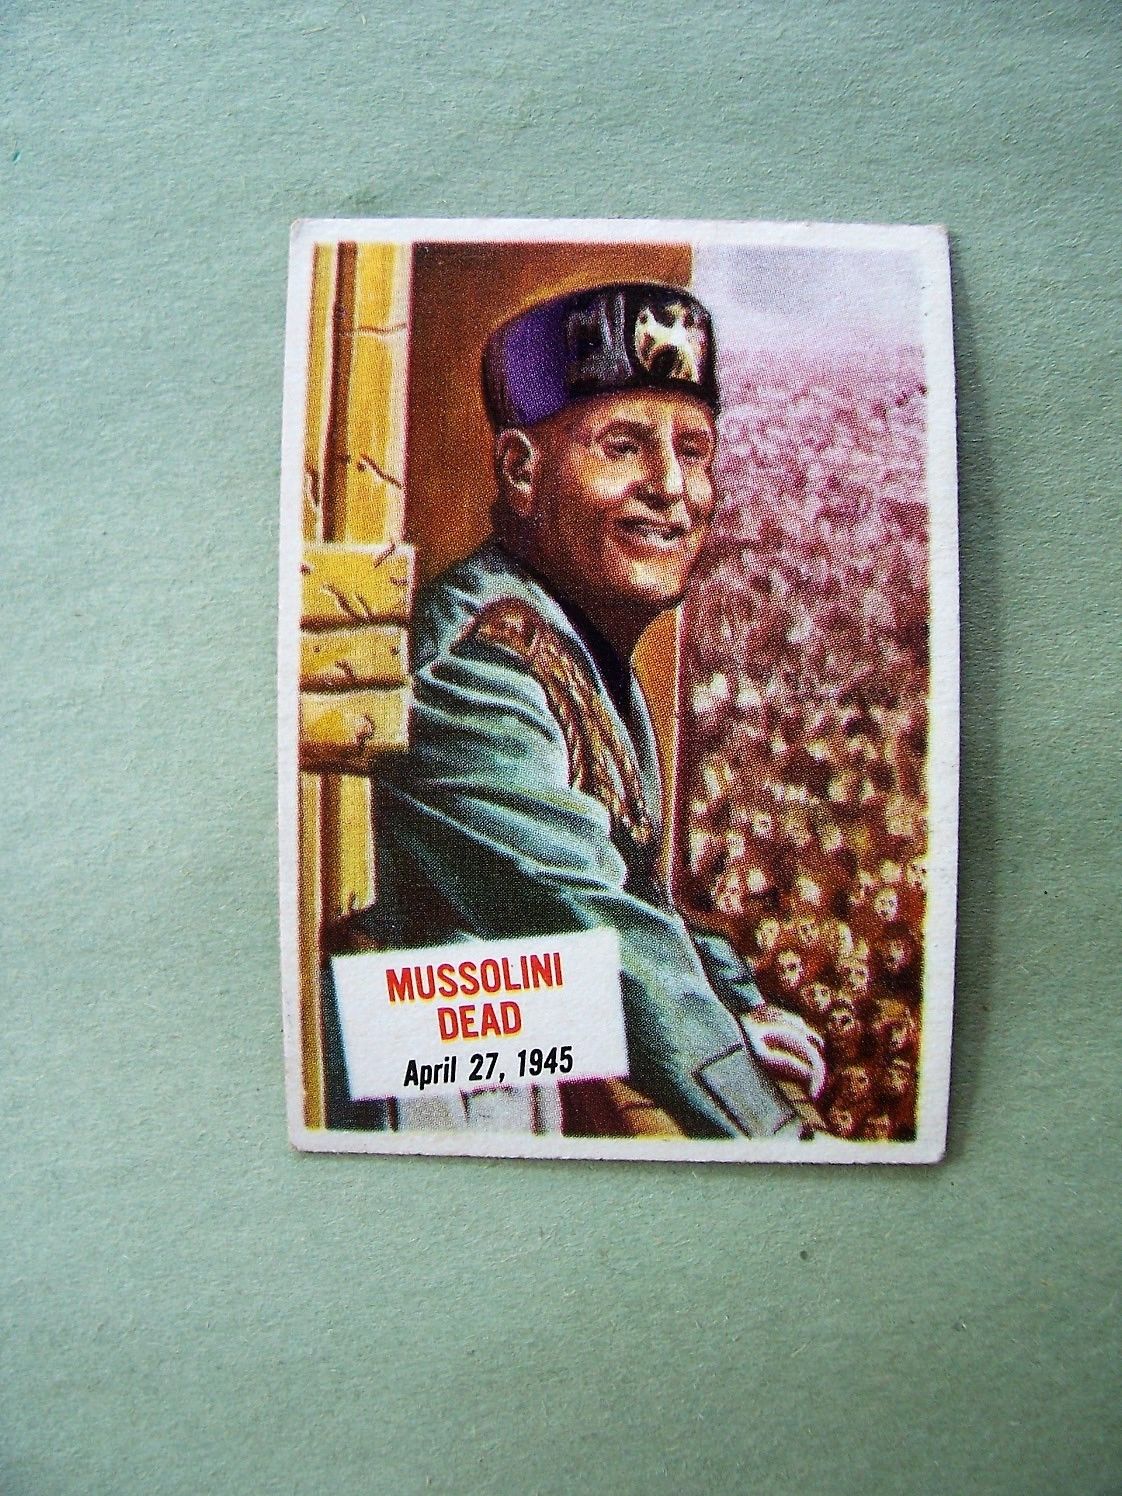 MUSSOLINI
DEAD
April 27, 1945